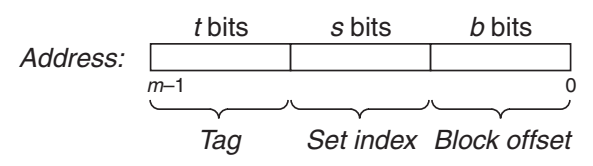 t bits s bits b bits
Address:
m–1 0
Tag Set index Block offset